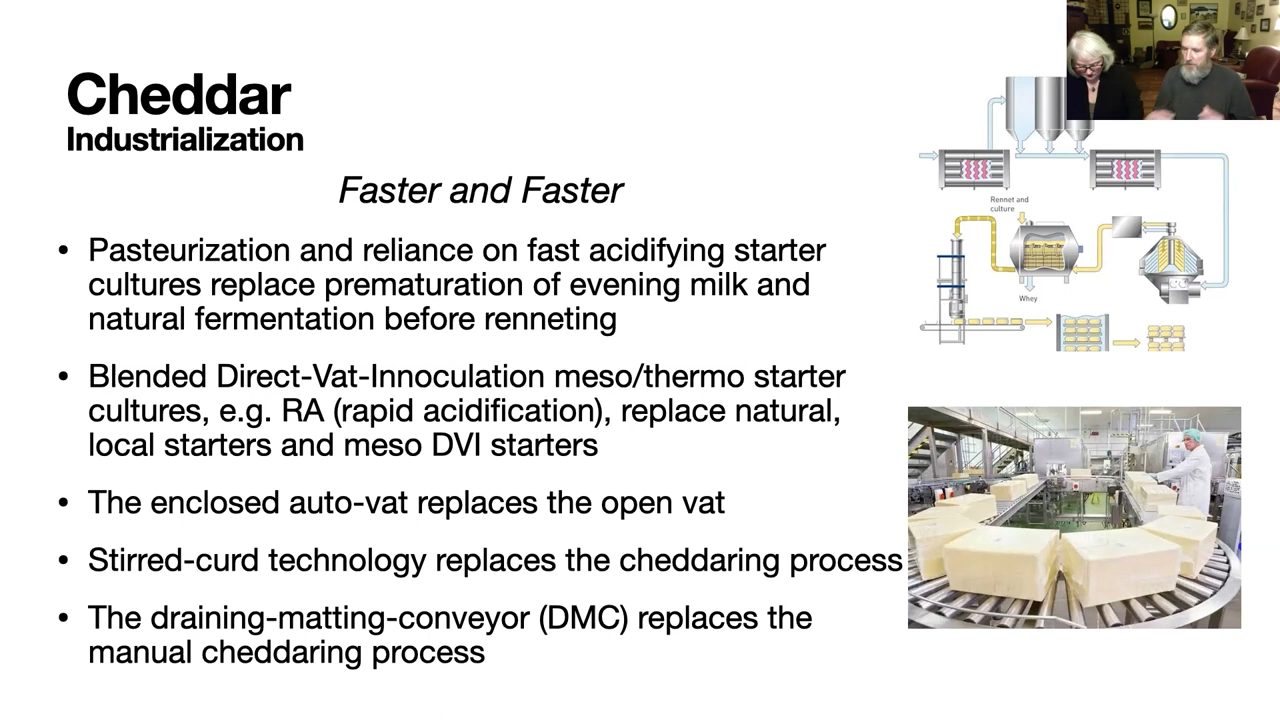 Cheddar
Industrialization
Faster and Faster
• Pasteurization and reliance on fast acidifying starter
cultures replace prematuration of evening milk and
natural fermentation before renneting
• Blended Direct-Vat-Innoculation meso/thermo starter
cultures, e.g. RA (rapid acidification), replace natural,
local starters and meso DVI starters
• The enclosed auto-vat replaces the open vat
• Stirred-curd technology replaces the cheddaring process
• The draining-matting-conveyor (DMC) replaces the
manual cheddaring process
Rennet and
culture
Whey